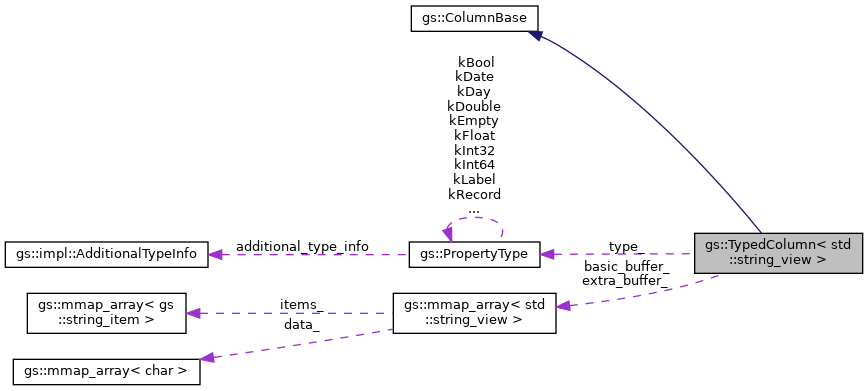 gs::ColumnBase
kBool
kDate
kDay
kDouble
kEmpty
kFloat
kInt32
kInt64
kLabel
kRecord
...
gs::impl::AdditionalTypeInfo
additional_type_info
gs::PropertyType
type_
gs::TypedColumn< std
::string_view >
basic_buffer_
extra_buffer_
gs::mmap_array< gs
::string_item >
items_
data_
gs::mmap_array< std
::string_view >
gs::mmap_array< char >